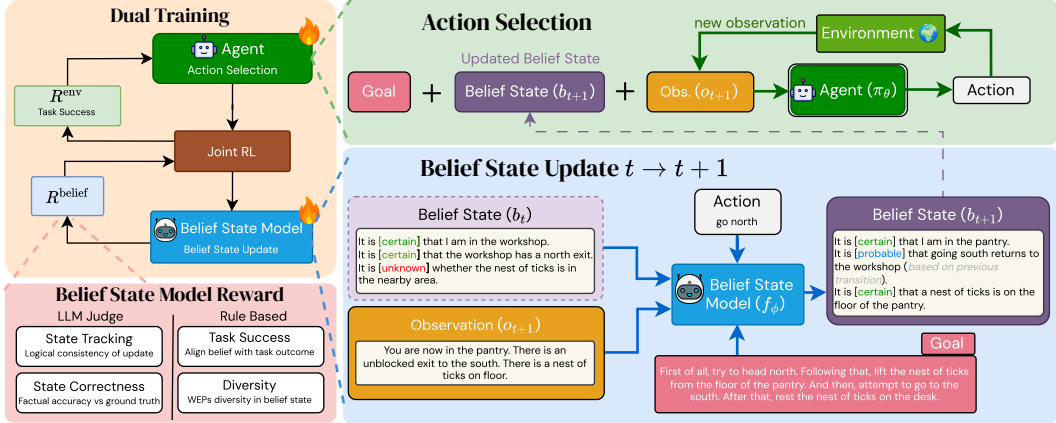 Dual Training
Agent
Action Selection
R^env
Task Success
Joint RL
R^belief
Belief State Model
Belief State Update
Belief State Model Reward
LLM Judge
State Tracking
Logical consistency of update
State Correctness
Factual accuracy vs ground truth
Rule Based
Task Success
Align belief with task outcome
Diversity
WEPs diversity in belief state
Action Selection
Goal
+
Updated Belief State
Belief State (b_{t+1})
+
new observation
Obs. (o_{t+1})
Environment
Agent (π_θ)
Action
Belief State Update t → t + 1
Belief State (b_t)
It is [certain] that I am in the workshop.
It is [certain] that the workshop has a north exit.
It is [unknown] whether the nest of ticks is in
the nearby area.
Observation (o_{t+1})
You are now in the pantry. There is an
unblocked exit to the south. There is a nest of
ticks on floor.
Action
go north
Belief State
Model (f_ϕ)
Goal
First of all, try to head north. Following that, lift the nest of ticks
from the floor of the pantry. And then, attempt to go to the
south. After that, rest the nest of ticks on the desk.
Belief State (b_{t+1})
It is [certain] that I am in the pantry.
It is [probable] that going south returns to
the workshop (based on previous
transition).
It is [certain] that a nest of ticks is on the
floor of the pantry.